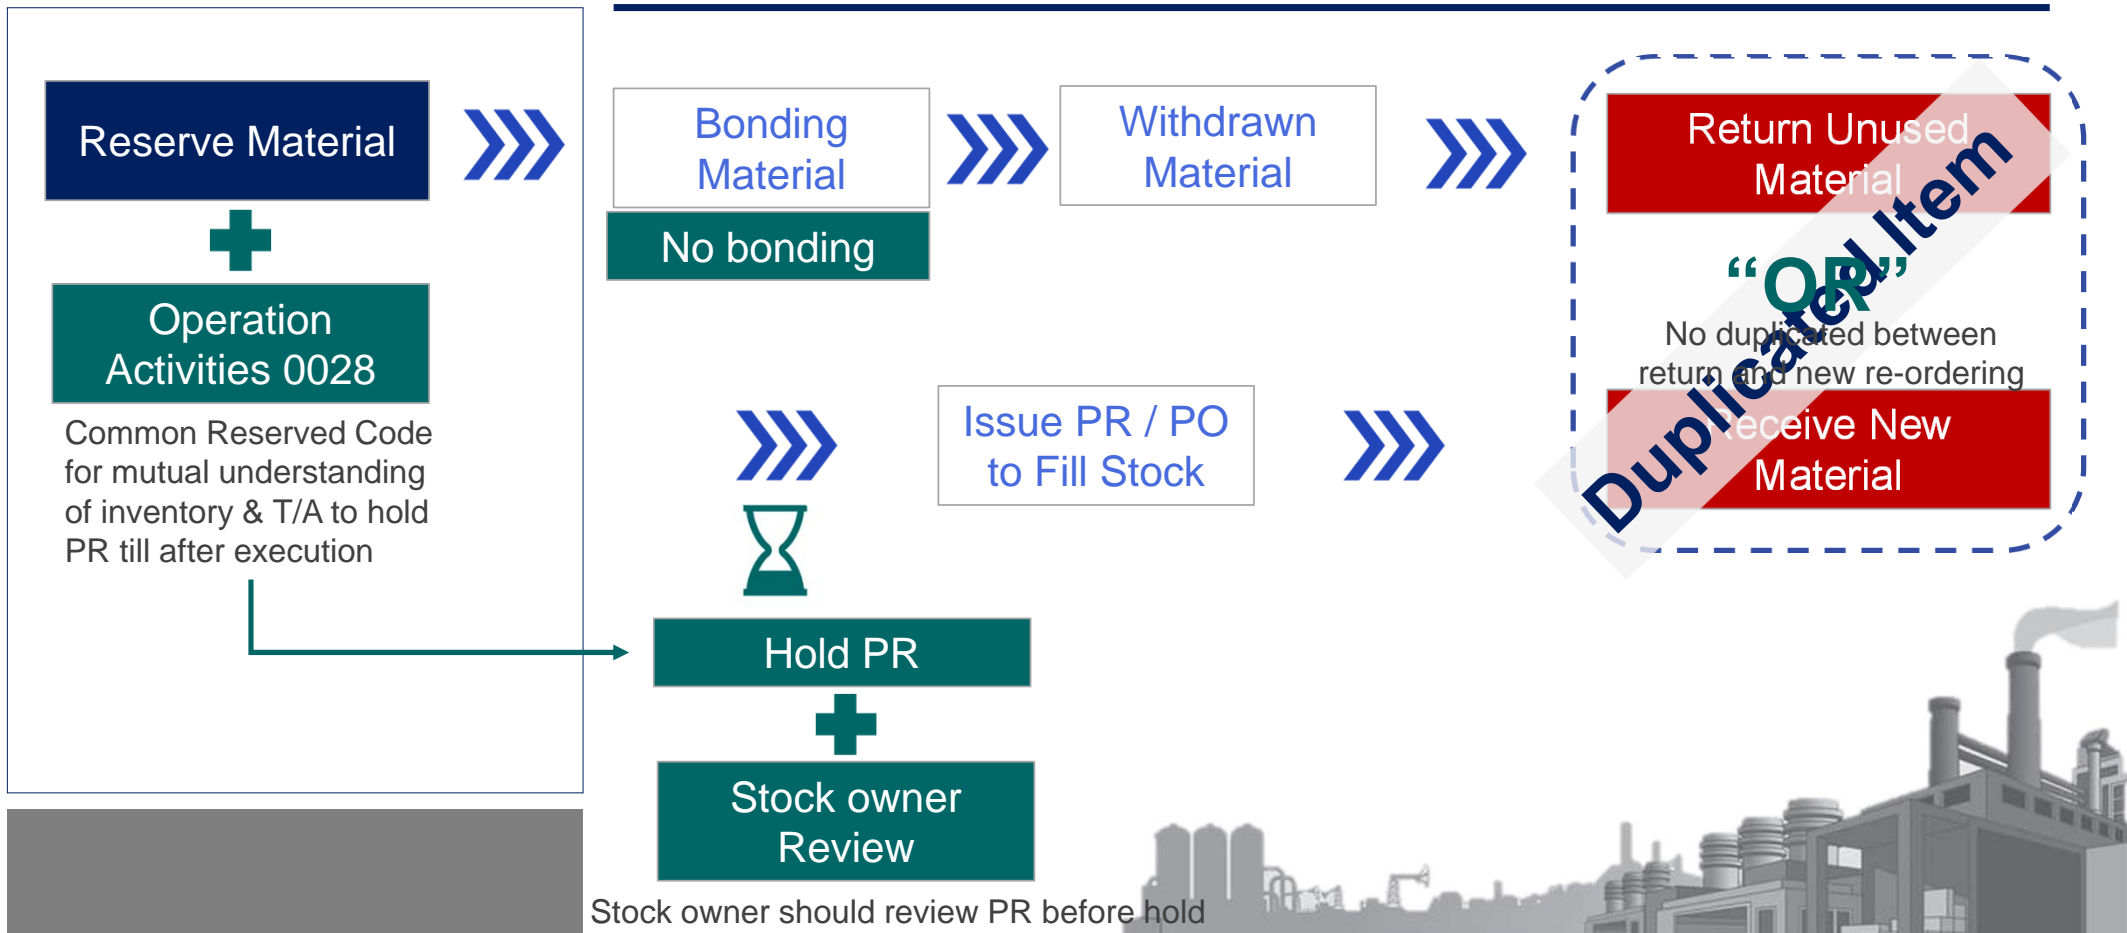 Reserve Material
Operation
Activities 0028
Common Reserved Code
for mutual understanding
of inventory & T/A to hold
PR till after execution
Bonding
Material
No bonding
Withdrawn
Material
Return Unused
Material
“OR”
No duplicated between
return and new re-ordering
Duplicated Item
Receive New
Material
Issue PR / PO
to Fill Stock
Hold PR
Stock owner
Review
Stock owner should review PR before hold